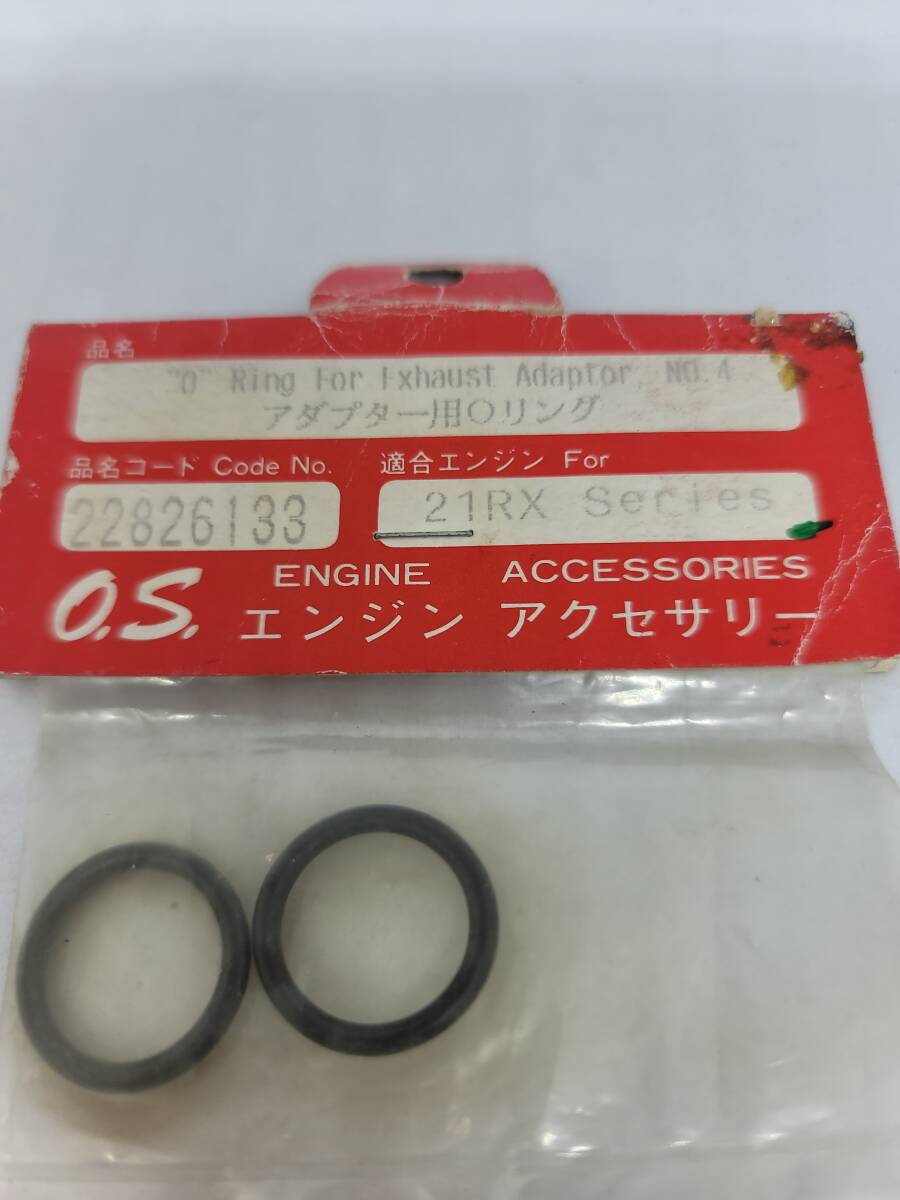 品名
"O" Ring For Exhaust Adaptor NO.4
アダプター用Oリング
品名コード Code No.
適合エンジン For
22826133
21RX Series
O.S. ENGINE ACCESSORIES
エンジン アクセサリー